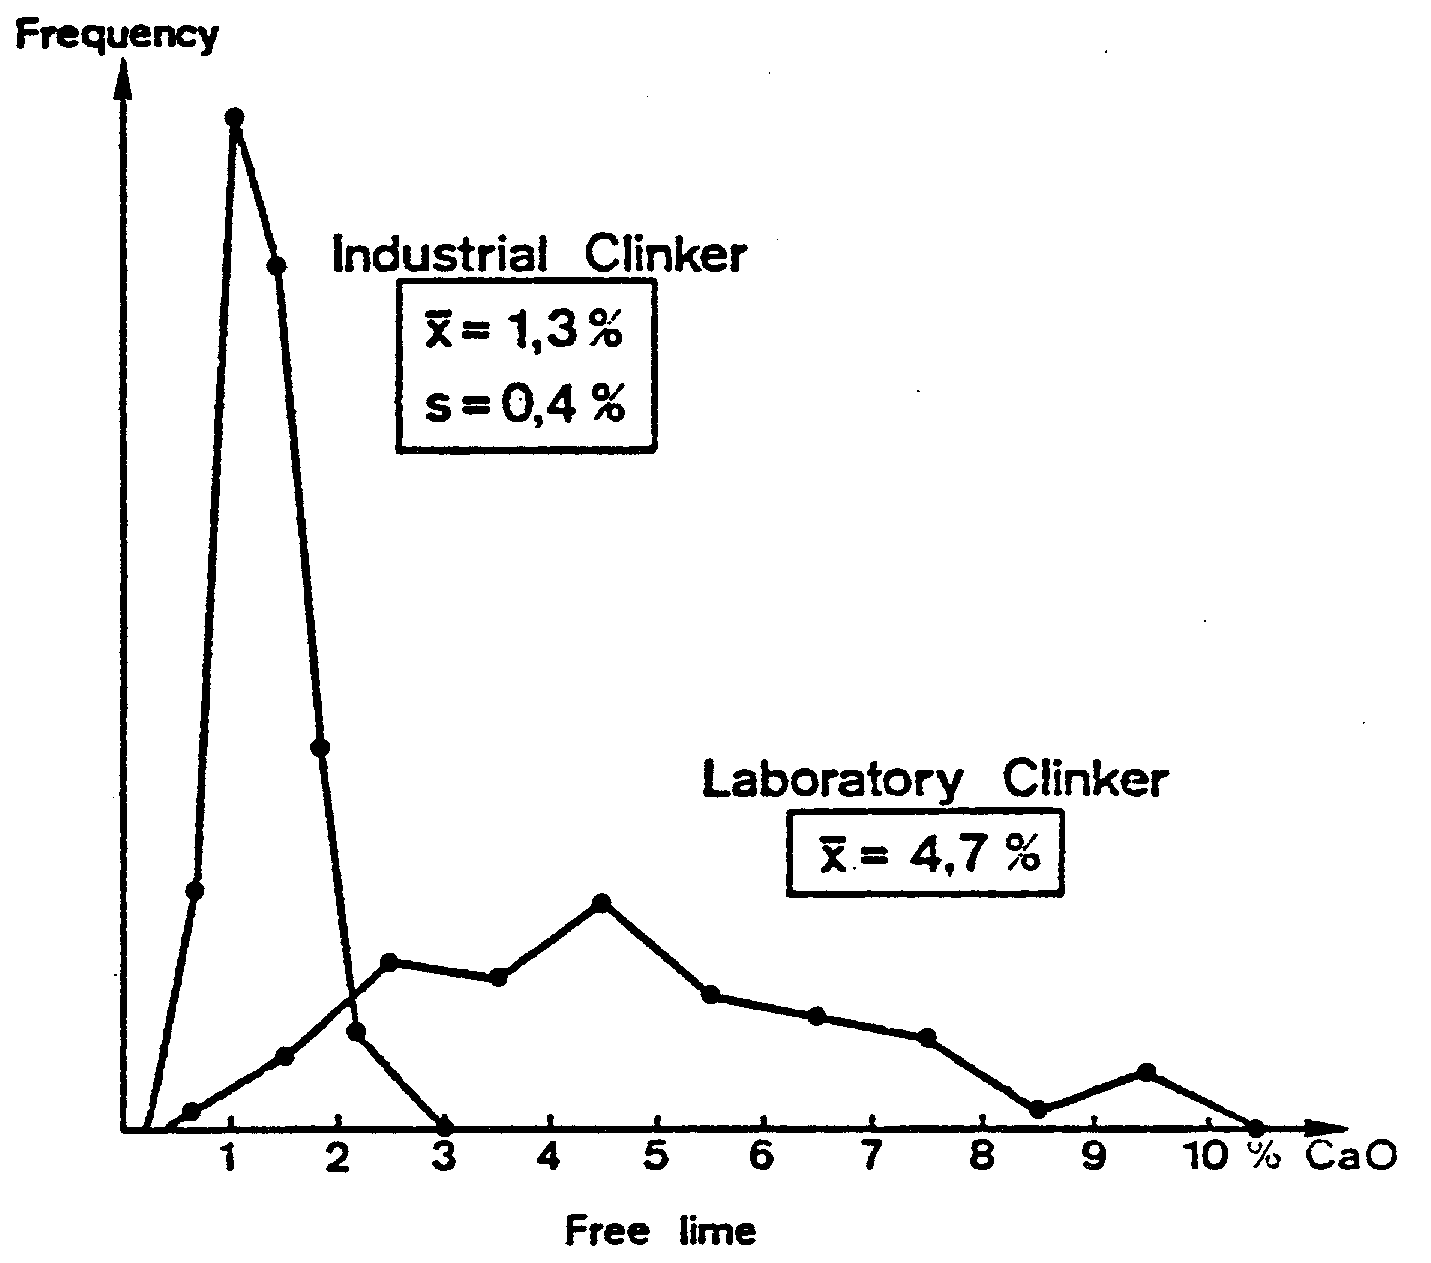 Frequency
Industrial Clinker
x̄ = 1,3 %
s = 0,4 %
Laboratory Clinker
x̄ = 4,7 %
1 2 3 4 5 6 7 8 9 10 % CaO
Free lime